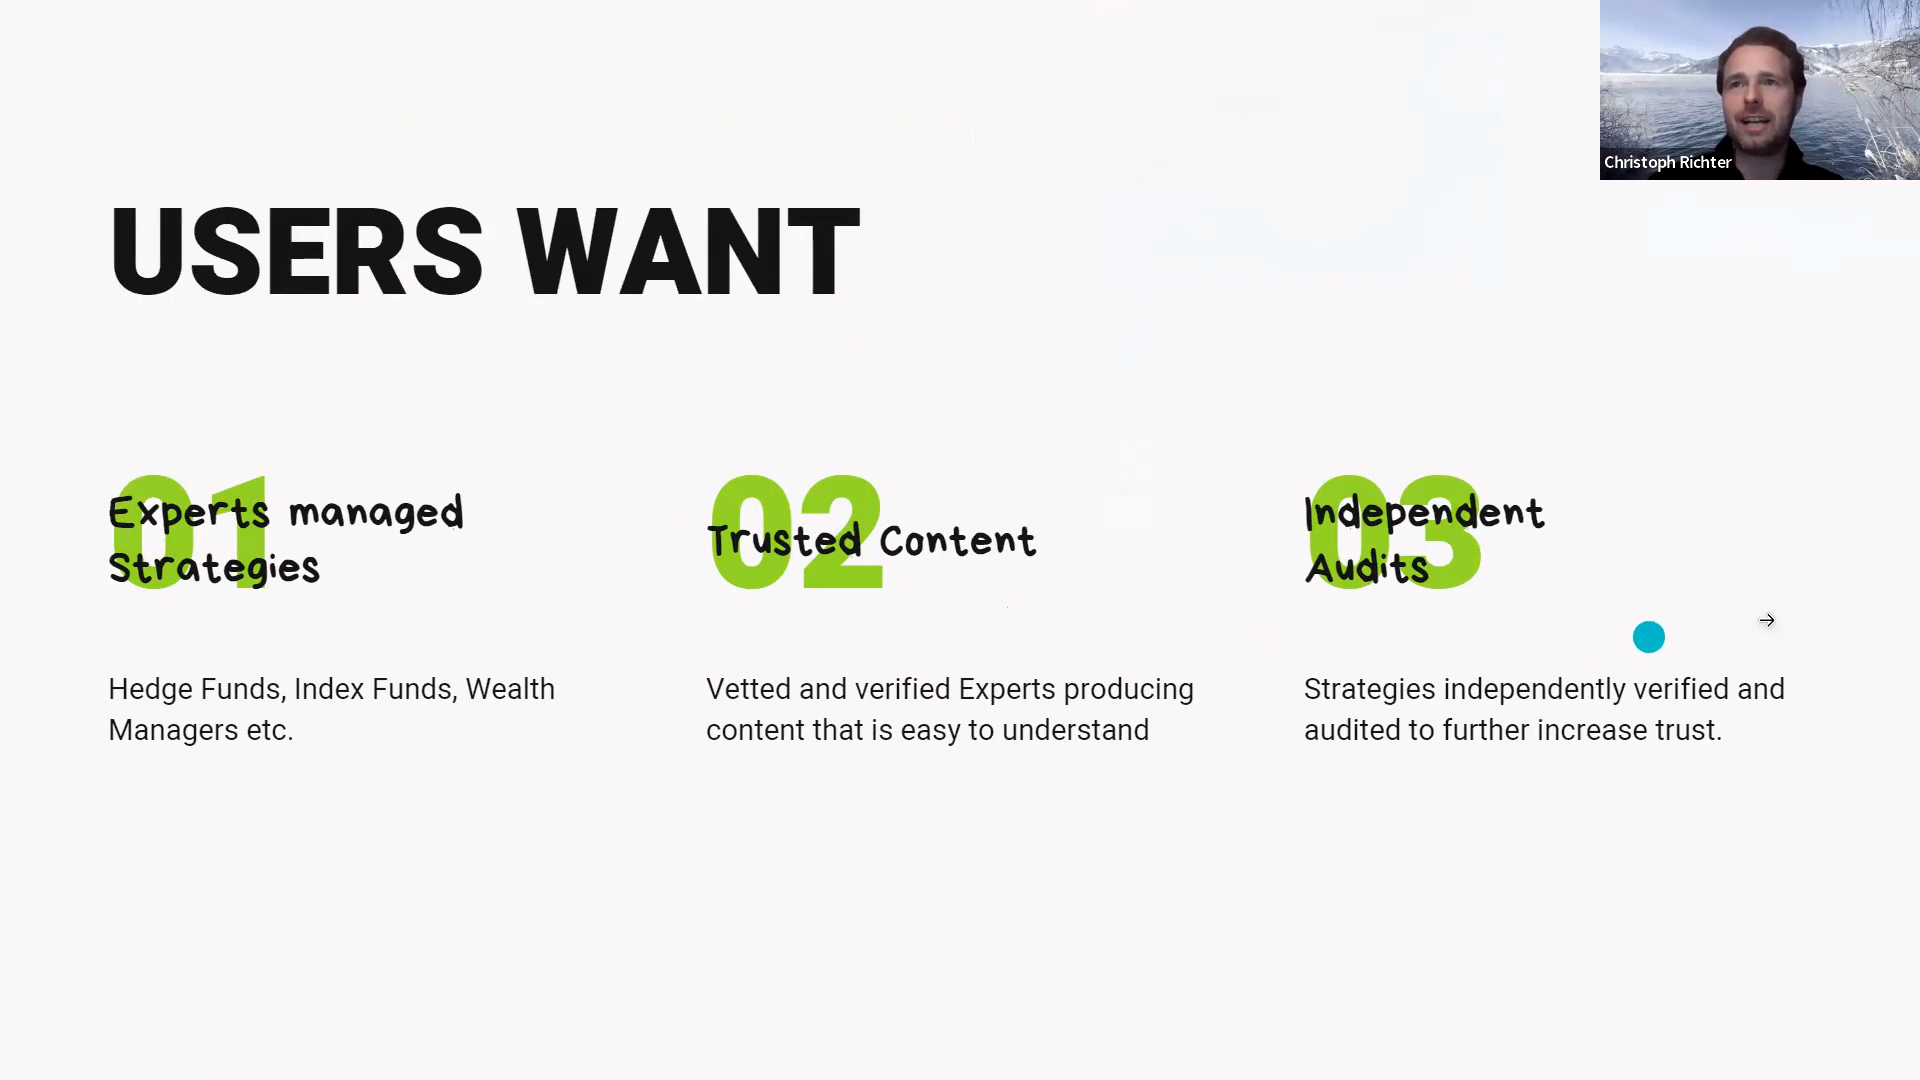 Christoph Richter
USERS WANT
01
Experts managed
Strategies
Hedge Funds, Index Funds, Wealth
Managers etc.
02
Trusted Content
Vetted and verified Experts producing
content that is easy to understand
03
Independent
Audits
Strategies independently verified and
audited to further increase trust.